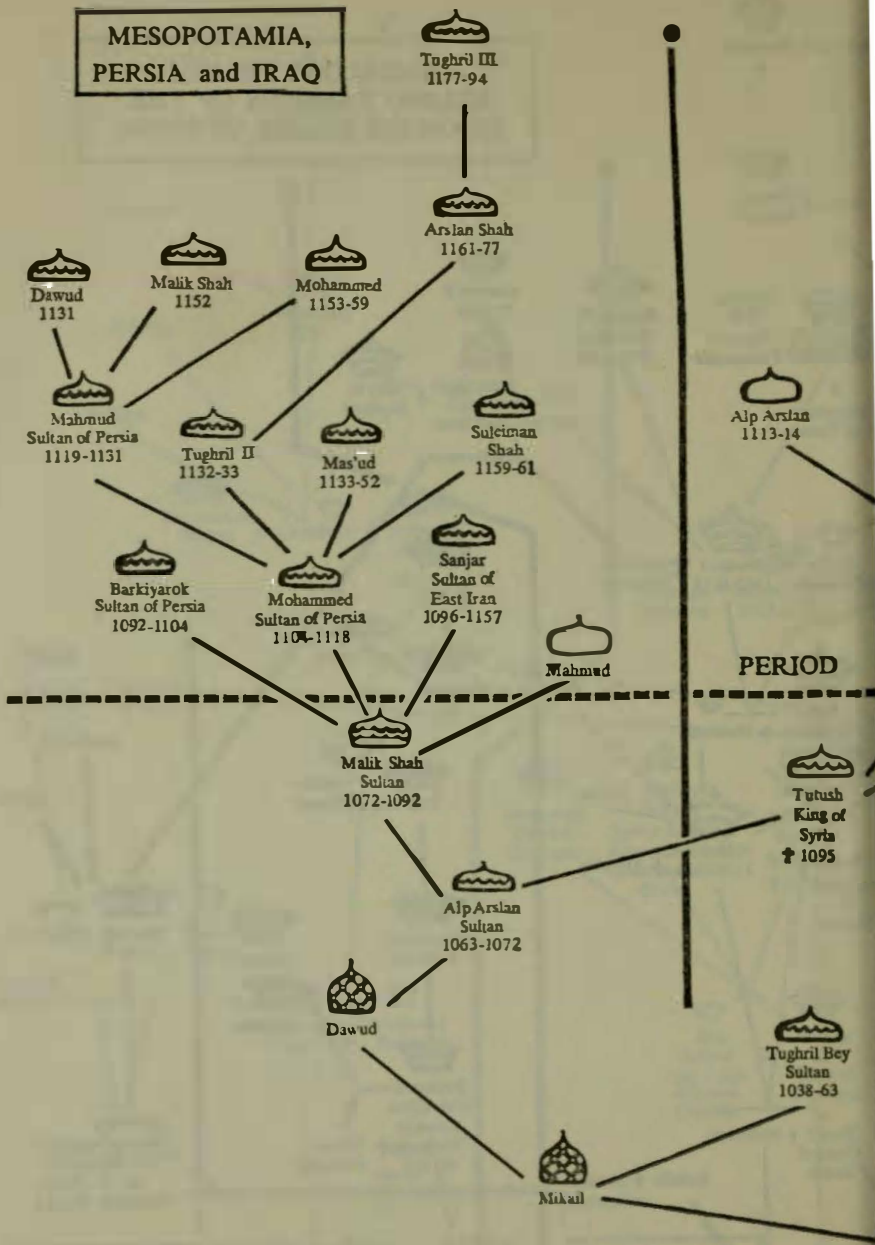 MESOPOTAMIA,
PERSIA and IRAQ
Tughril III
1177-94
Arslan Shah
1161-77
Dawud
1131
Malik Shah
1152
Mohammed
1153-59
Mahmud
Sultan of Persia
1119-1131
Tughril II
1132-33
Mas'ud
1133-52
Suleiman
Shah
1159-61
Alp Arslan
1113-14
Barkiyarok
Sultan of Persia
1092-1104
Mohammed
Sultan of Persia
1104-1118
Sanjar
Sultan of
East Iran
1096-1157
Mahmud
PERIOD
Malik Shah
Sultan
1072-1092
Tutush
King of
Syria
✝ 1095
Alp Arslan
Sultan
1063-1072
Dawud
Tughril Bey
Sultan
1038-63
Mikail